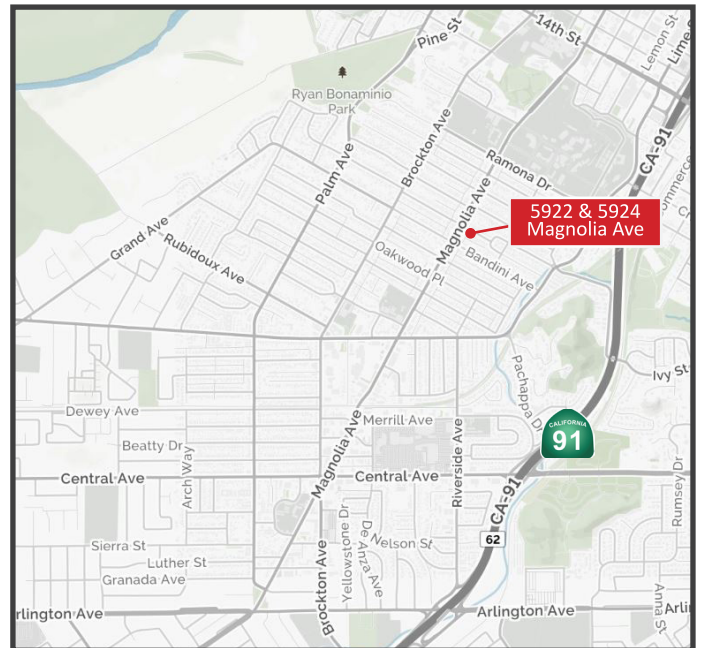 Pine St
14th St
Lemon St
Lime S
Ryan Bonaminio
Park
Brockton Ave
Palm Ave
Ramona Dr
CA-91
ommerce
Magnolia Ave
5922 & 5924
Magnolia Ave
Grand Ave
Rubidoux Ave
Oakwood Pl
Bandini Ave
Pachappa Dr
Ivy St
Dewey Ave
Merrill Ave
CALIFORNIA
91
Beatty Dr
Magnolia Ave
Riverside Ave
Arch Way
Central Ave
Central Ave
Rumsey Dr
CA-91
62
Sierra St
Yellowstone Dr
De Anza Ave
Nelson St
Luther St
Granada Ave
Brockton Ave
Anna St
rlington Ave
Arlington Ave
Arli